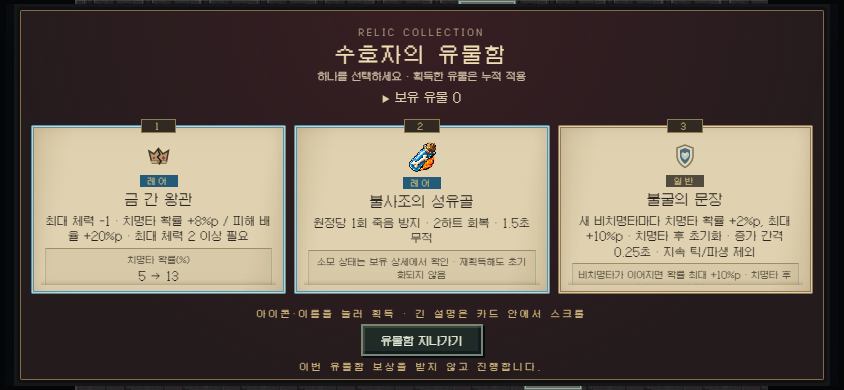 RELIC COLLECTION
수호자의 유물함
하나를 선택하세요 · 획득한 유물은 누적 적용
▶ 보유 유물 0
1
레어
금 간 왕관
최대 체력 -1 · 치명타 확률 +8%p / 피해 배
율 +20%p · 최대 체력 2 이상 필요
치명타 확률(%)
5 → 13
2
레어
불사조의 성유골
원정당 1회 죽음 방지 · 2하트 회복 · 1.5초
무적
소모 상태는 보유 상세에서 확인 · 재획득해도 초기
화되지 않음
3
일반
불굴의 문장
새 비치명타마다 치명타 확률 +2%p, 최대
+10%p · 치명타 후 초기화 · 증가 간격
0.25초 · 지속 틱/파생 제외
비치명타가 이어지면 확률 최대 +10%p · 치명타 후
아이콘·이름을 눌러 획득 · 긴 설명은 카드 안에서 스크롤
유물함 지나가기
이번 유물함 보상을 받지 않고 진행합니다.